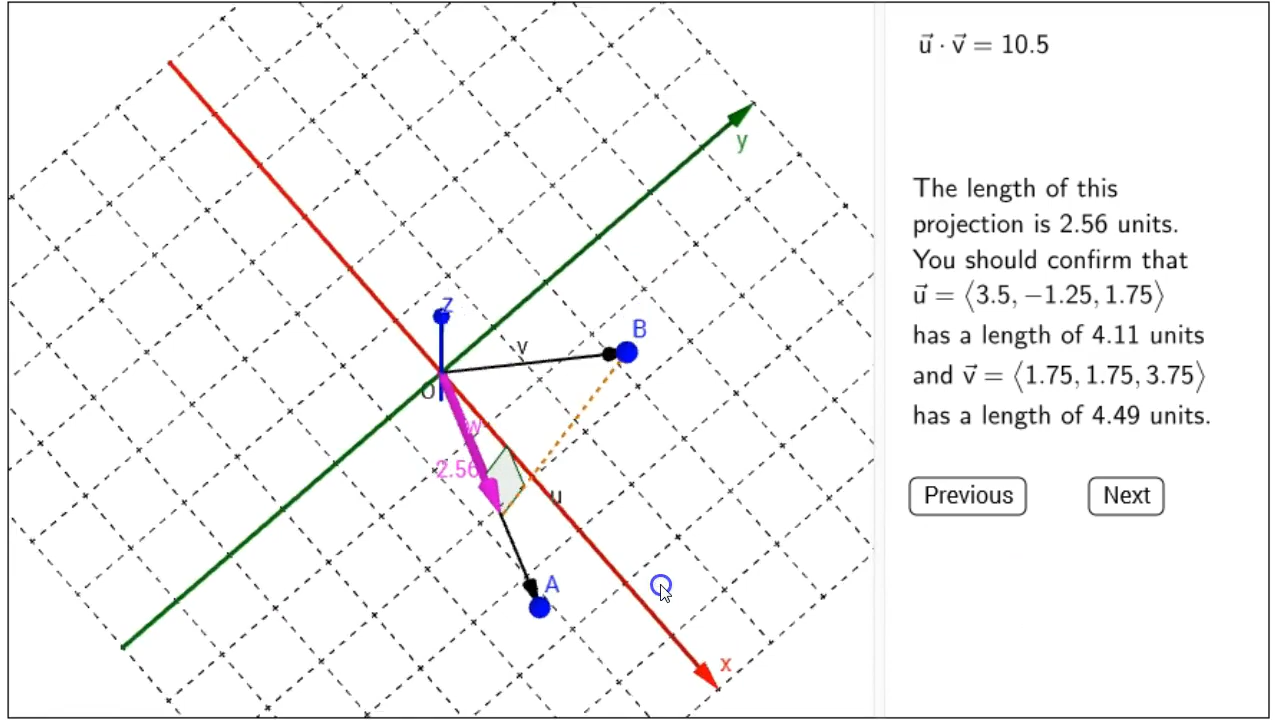 u⃗ · v⃗ = 10.5
The length of this
projection is 2.56 units.
You should confirm that
u⃗ = ⟨3.5, −1.25, 1.75⟩
has a length of 4.11 units
and v⃗ = ⟨1.75, 1.75, 3.75⟩
has a length of 4.49 units.
Previous
Next
y
z
B
v
O
w
2.56
u
A
x